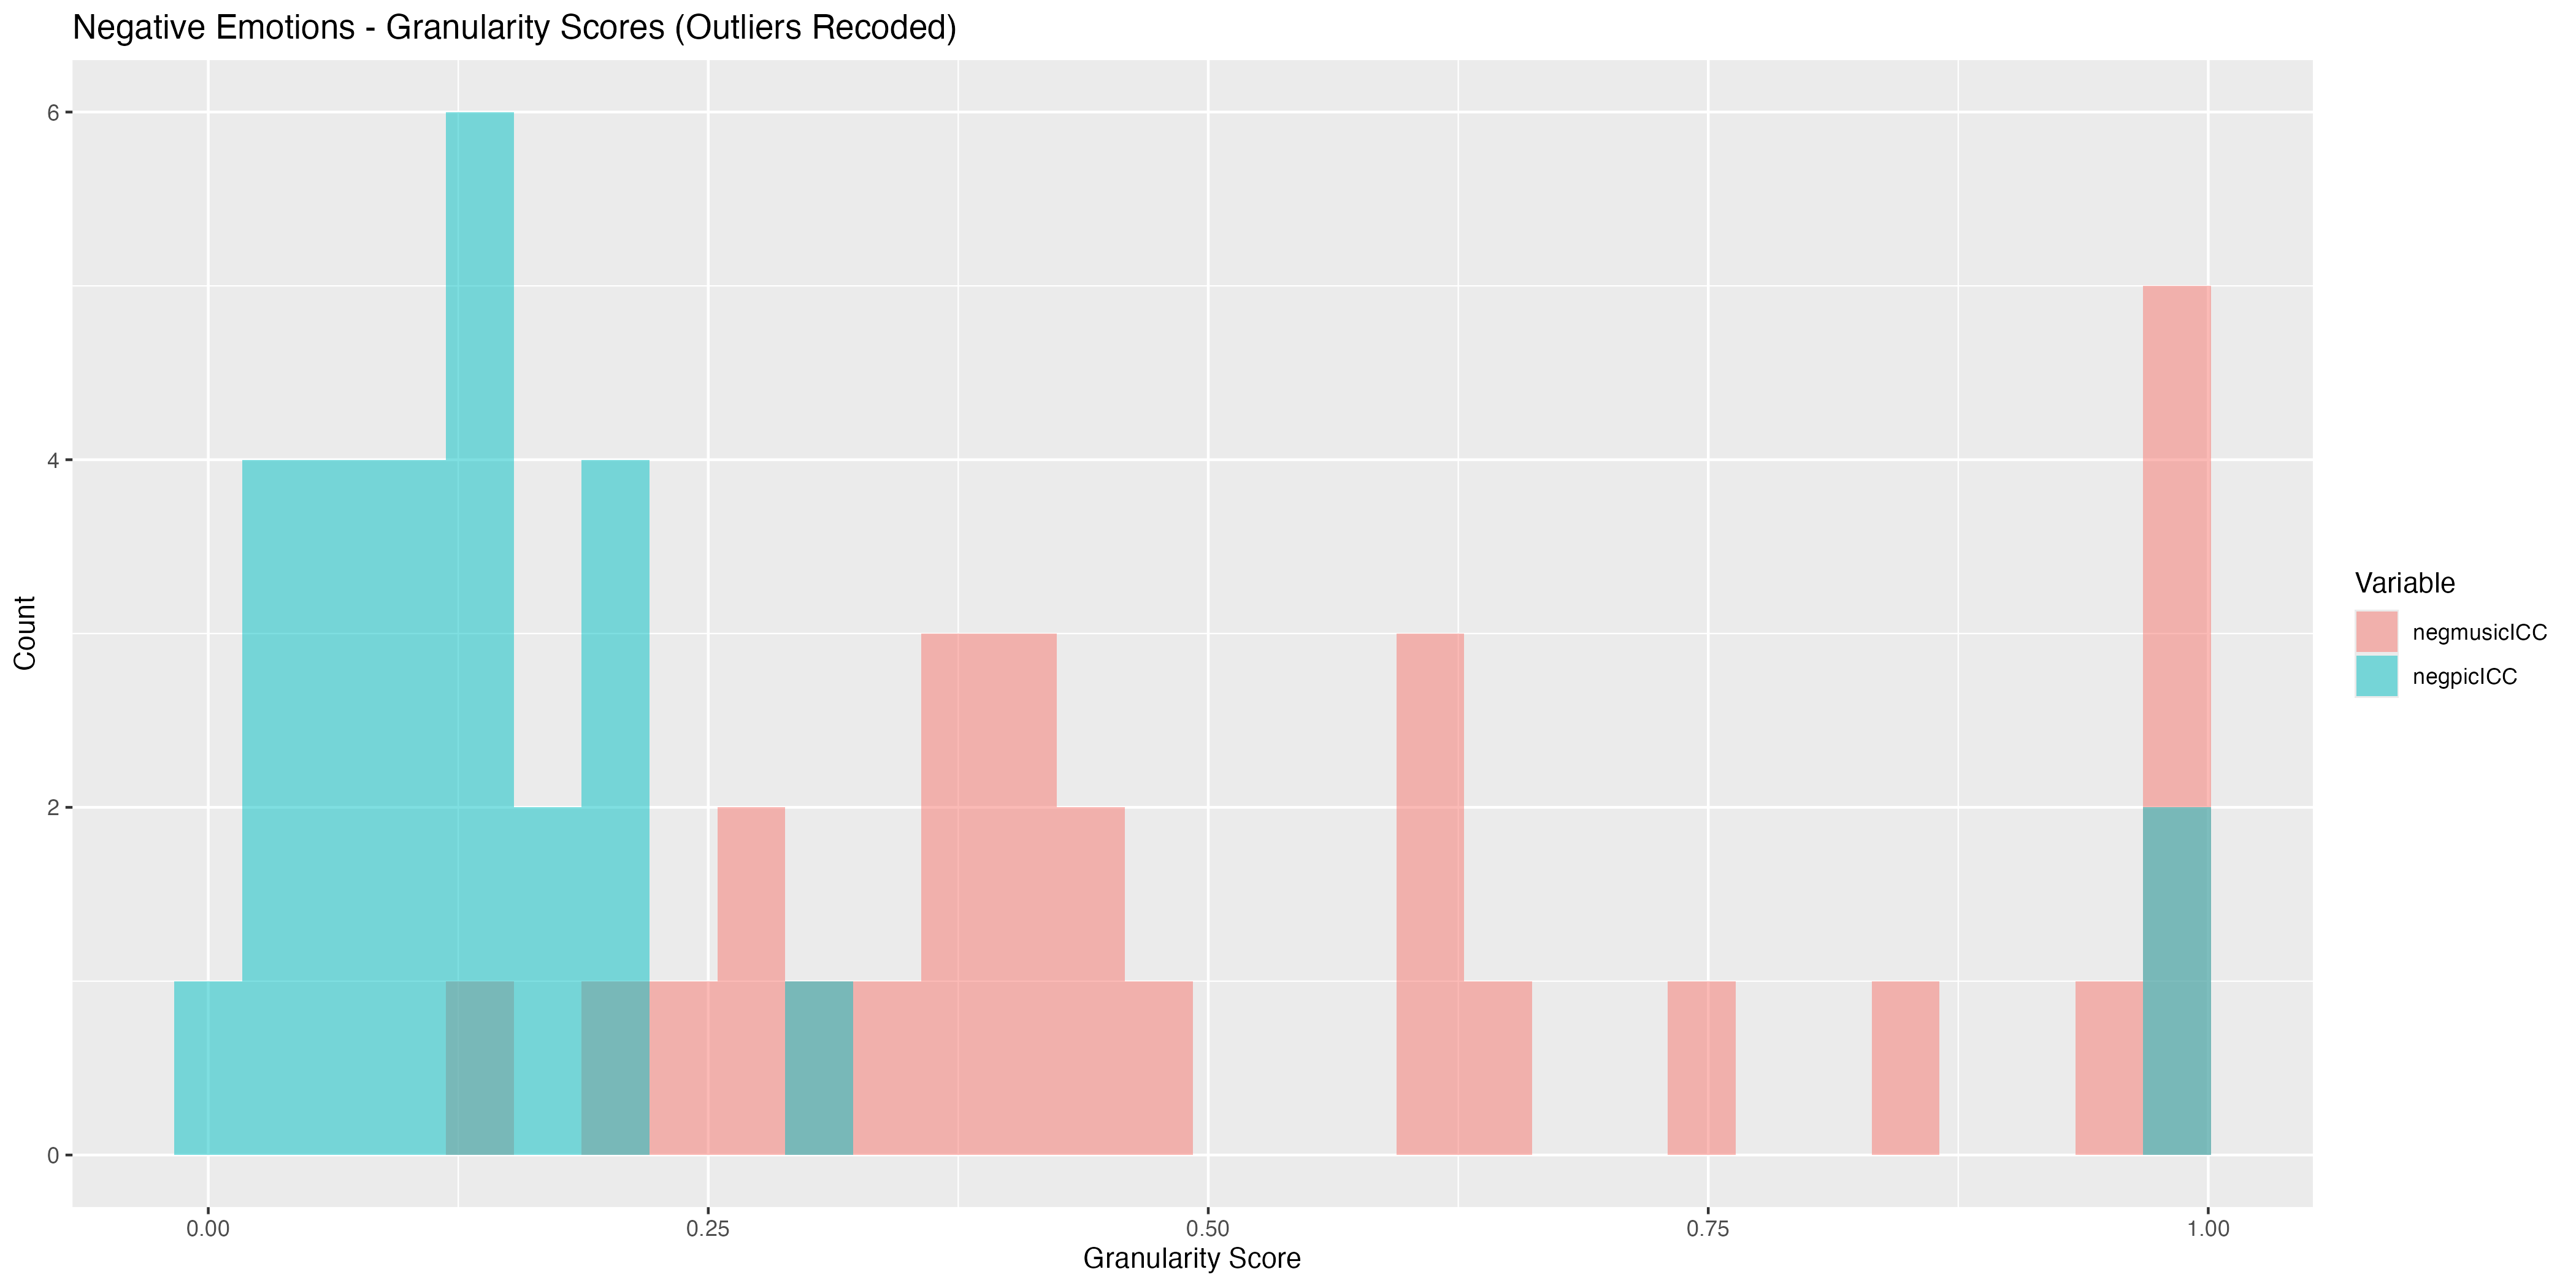 Negative Emotions - Granularity Scores (Outliers Recoded)
6
4
2
0
Count
0.00 0.25 0.50 0.75 1.00
Granularity Score
Variable
negmusicICC
negpicICC